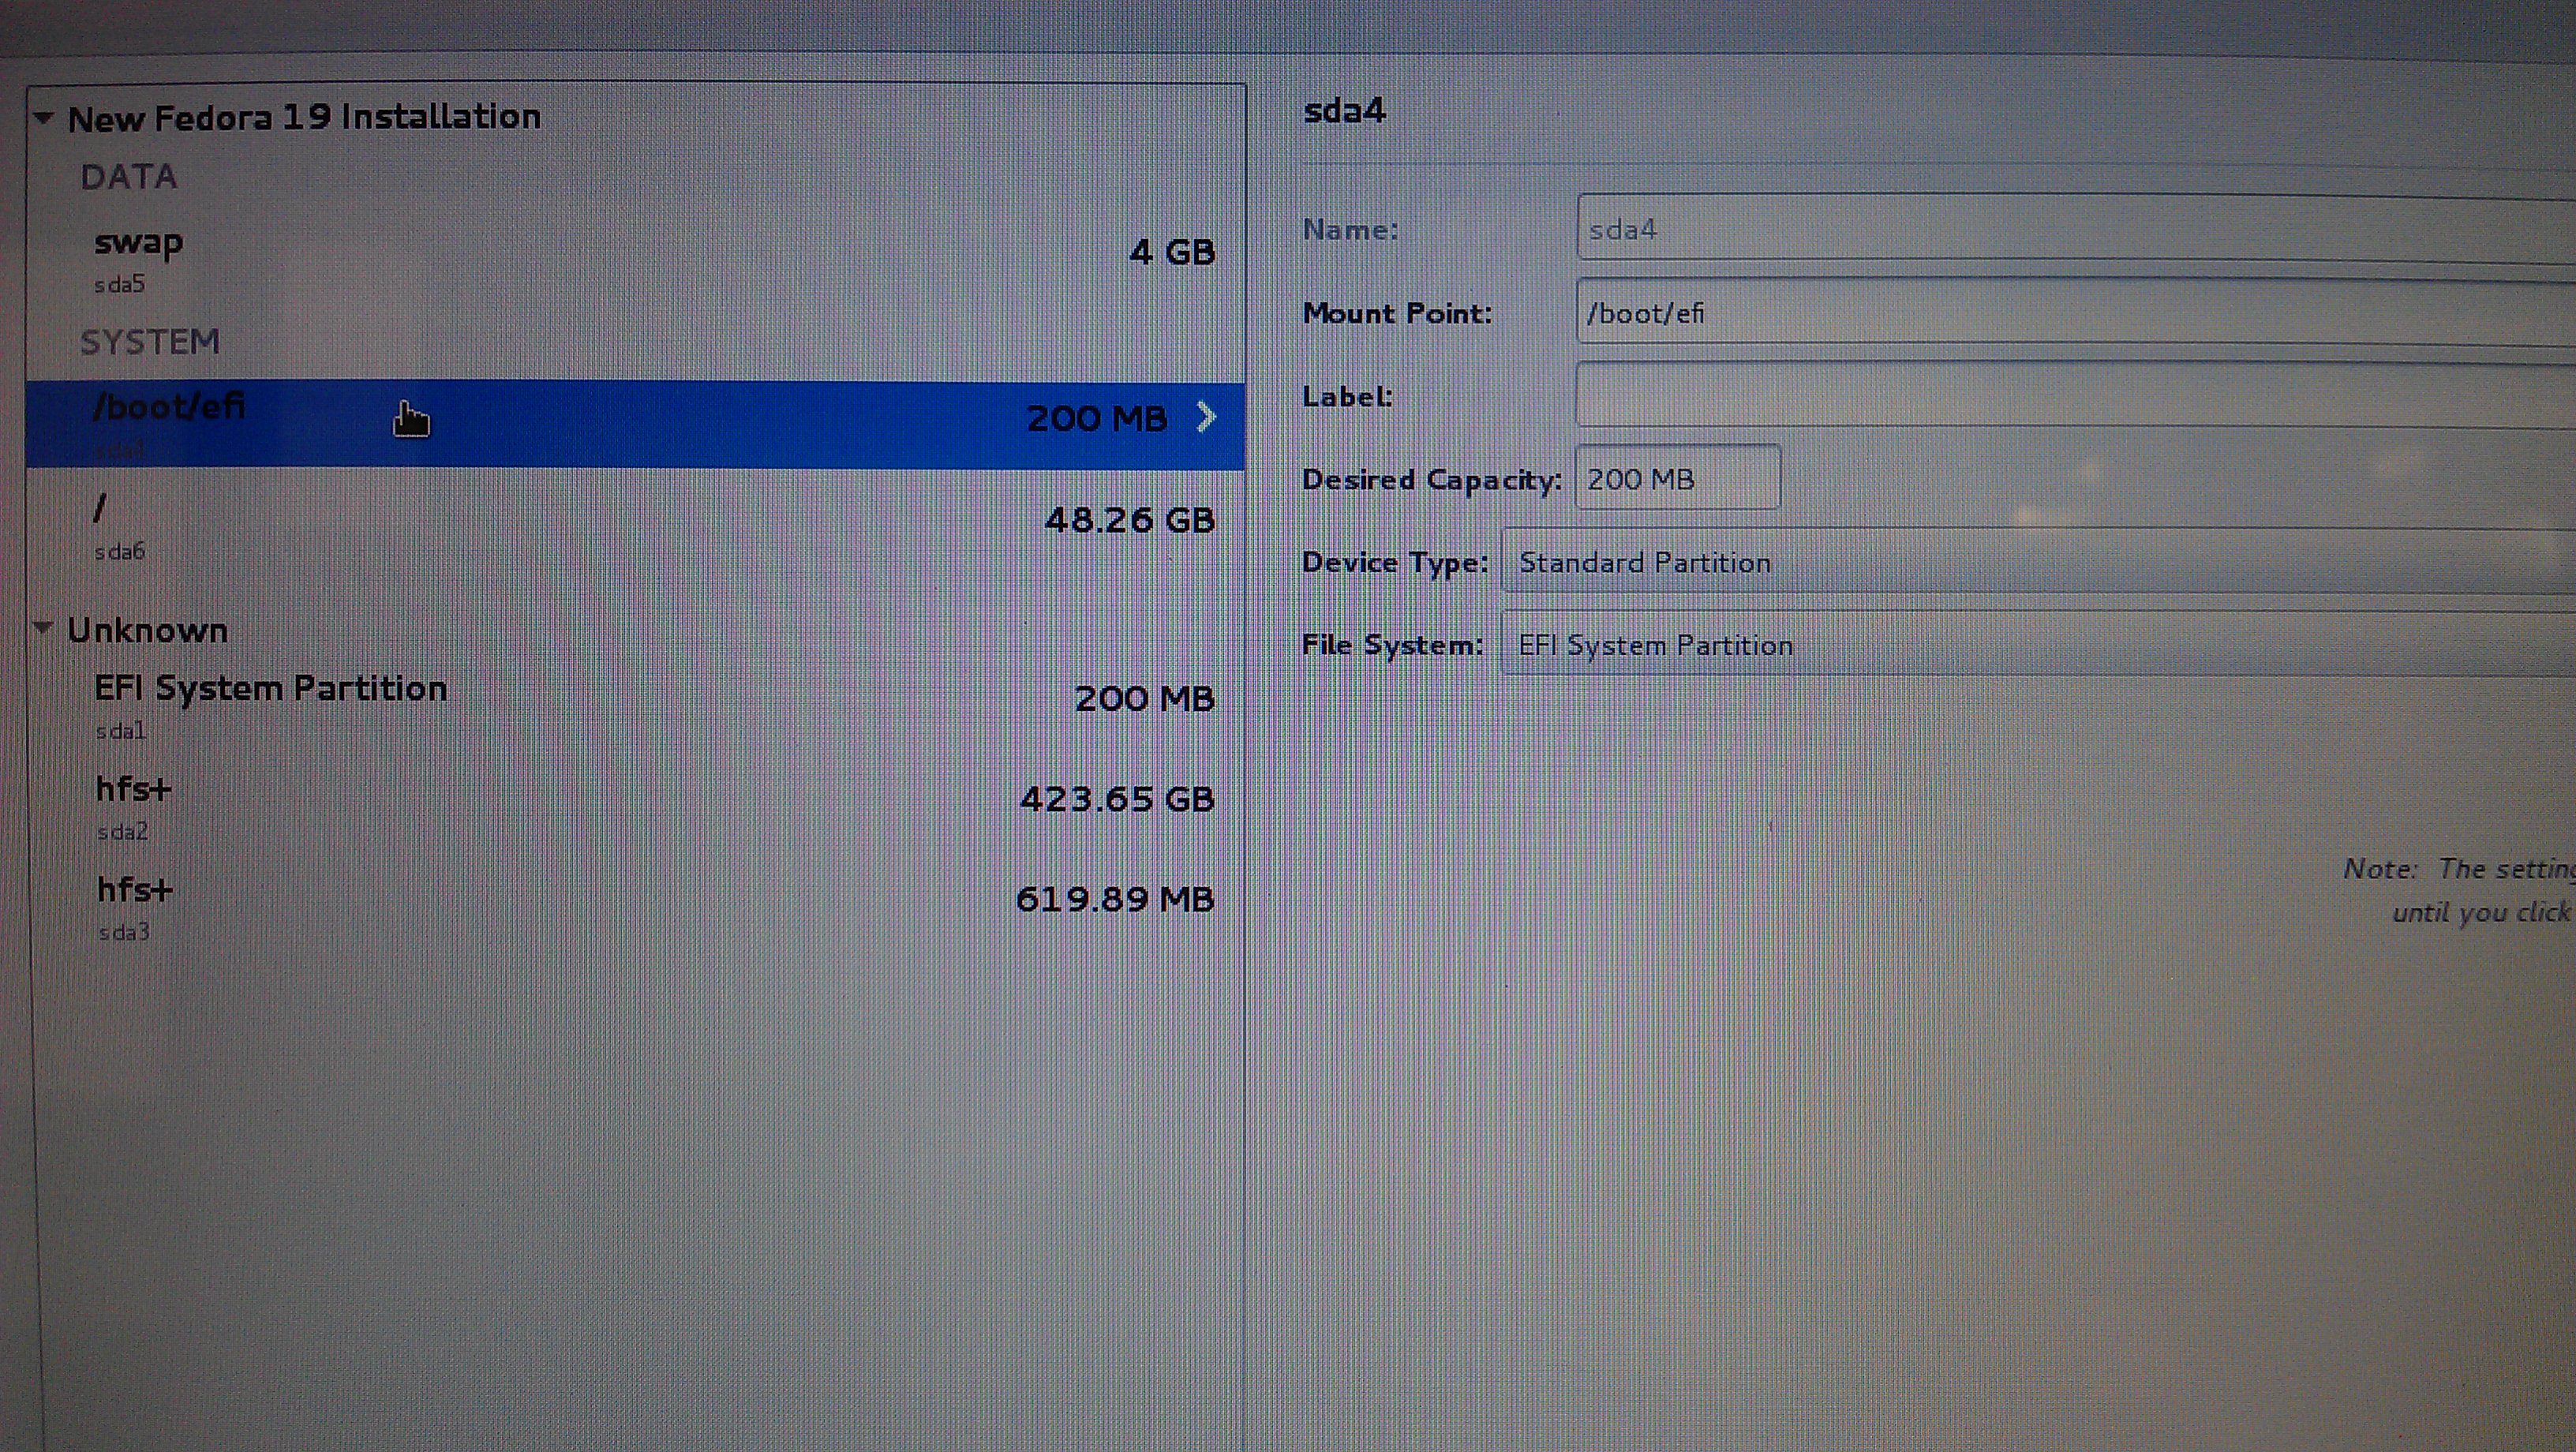 New Fedora 19 Installation
DATA
swap
4 GB
sda5
SYSTEM
/boot/efi
200 MB
sda4
/
48.26 GB
sda6
Unknown
EFI System Partition
200 MB
sda1
hfs+
423.65 GB
sda2
hfs+
619.89 MB
sda3
sda4
Name: sda4
Mount Point: /boot/efi
Label:
Desired Capacity: 200 MB
Device Type: Standard Partition
File System: EFI System Partition
Note: The setting
until you click